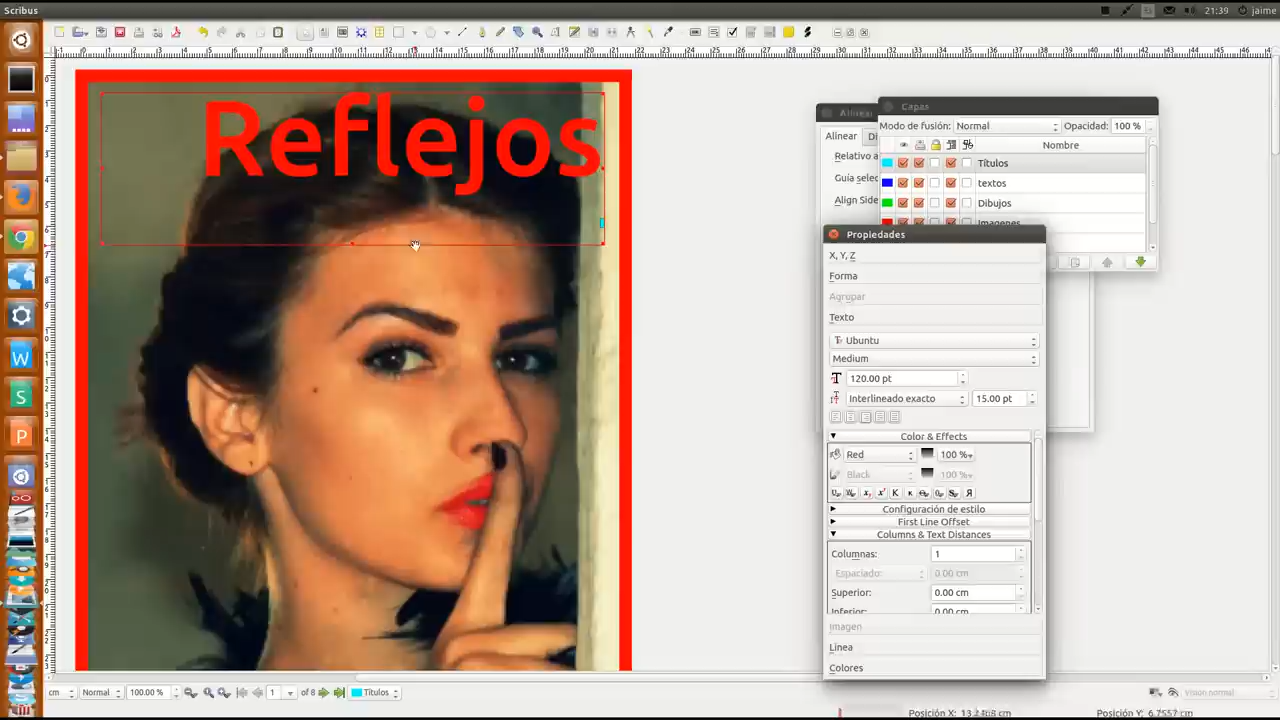 Scribus
21:39 jaime
Reflejos
Alinear
Capas
Modo de fusión: Normal Opacidad: 100 %
Alinear
Relativo a
Nombre
Títulos
Guía selec
textos
Align Side
Dibujos
Imagenes
Propiedades
X, Y, Z
Forma
Agrupar
Texto
Ubuntu
Medium
120.00 pt
Interlineado exacto 15.00 pt
Color & Effects
Red 100 %
Black 100 %
Configuración de estilo
First Line Offset
Columns & Text Distances
Columnas: 1
Espaciado: 0.00 cm
Superior: 0.00 cm
Inferior: 0.00 cm
Imagen
Línea
Colores
cm Normal 100.00 % 1 of 8 Títulos Visión normal
Posición X: 13.2468 cm Posición Y: 6.7557 cm